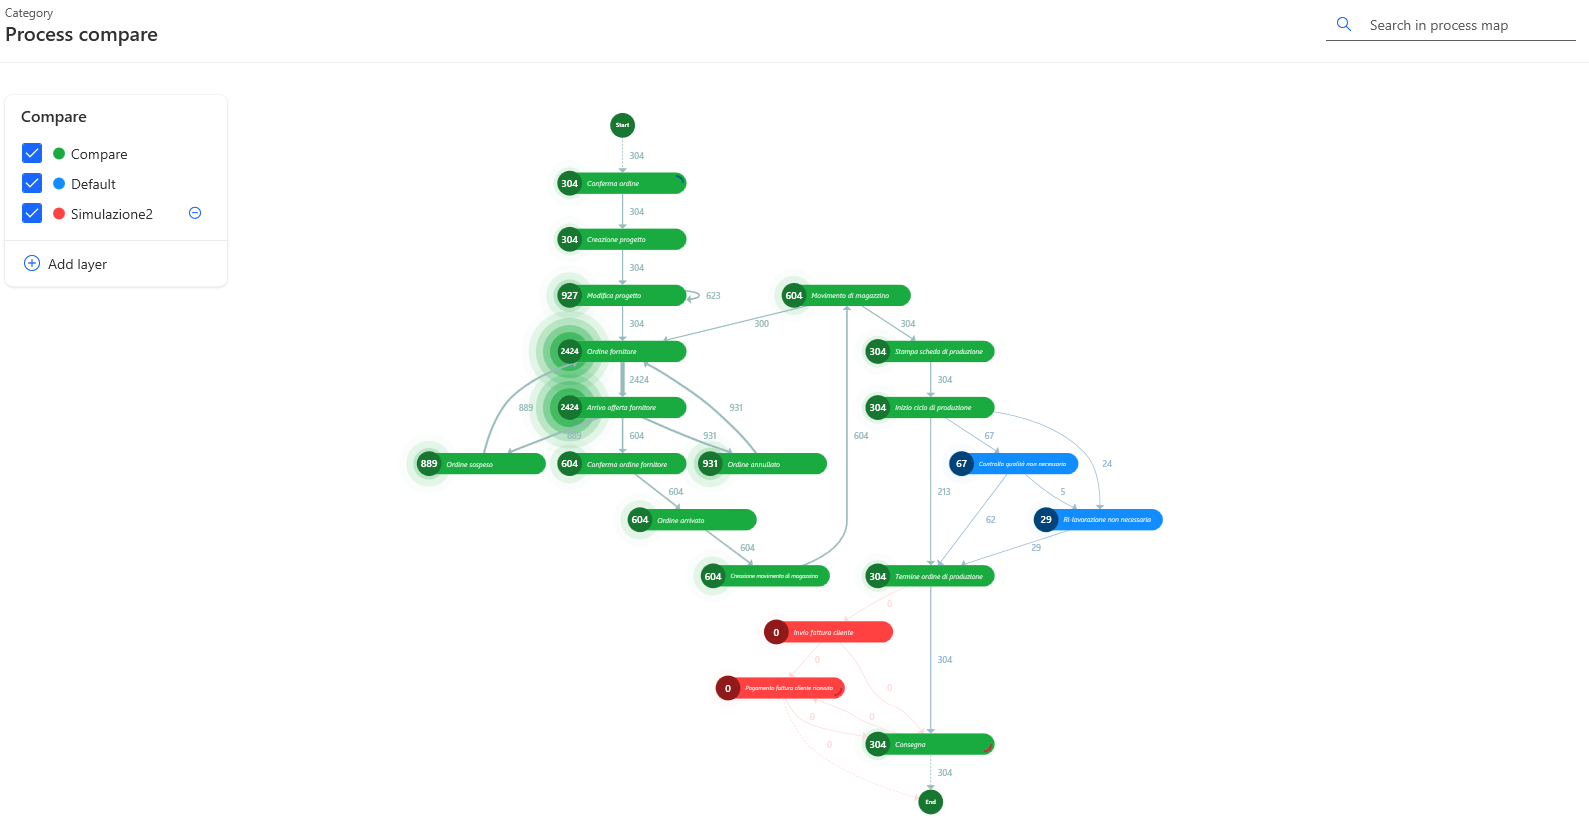 Category
Process compare
Search in process map
Compare
Compare
Default
Simulazione2
Add layer
Start
304
304 Conferma ordine
304
304 Creazione progetto
304
927 Modifica progetto
623
604 Movimento di magazzino
304
300
304
2424 Ordine fornitore
304 Stampa scheda di produzione
2424
304
889
2424 Arrivo offerta fornitore
931
304 Inizio ciclo di produzione
889
604
931
604
67
889 Ordine sospeso
604 Conferma ordine fornitore
931 Ordine annullato
67 Controllo qualità non necessario
24
604
213
5
604 Ordine arrivato
62
29 Ri-lavorazione non necessaria
604
29
604 Creazione movimento di magazzino
304 Termine ordine di produzione
0
0 Invio fattura cliente
0
304
0 Pagamento fattura cliente ricevuto
0
0
0
0
304 Consegna
304
End